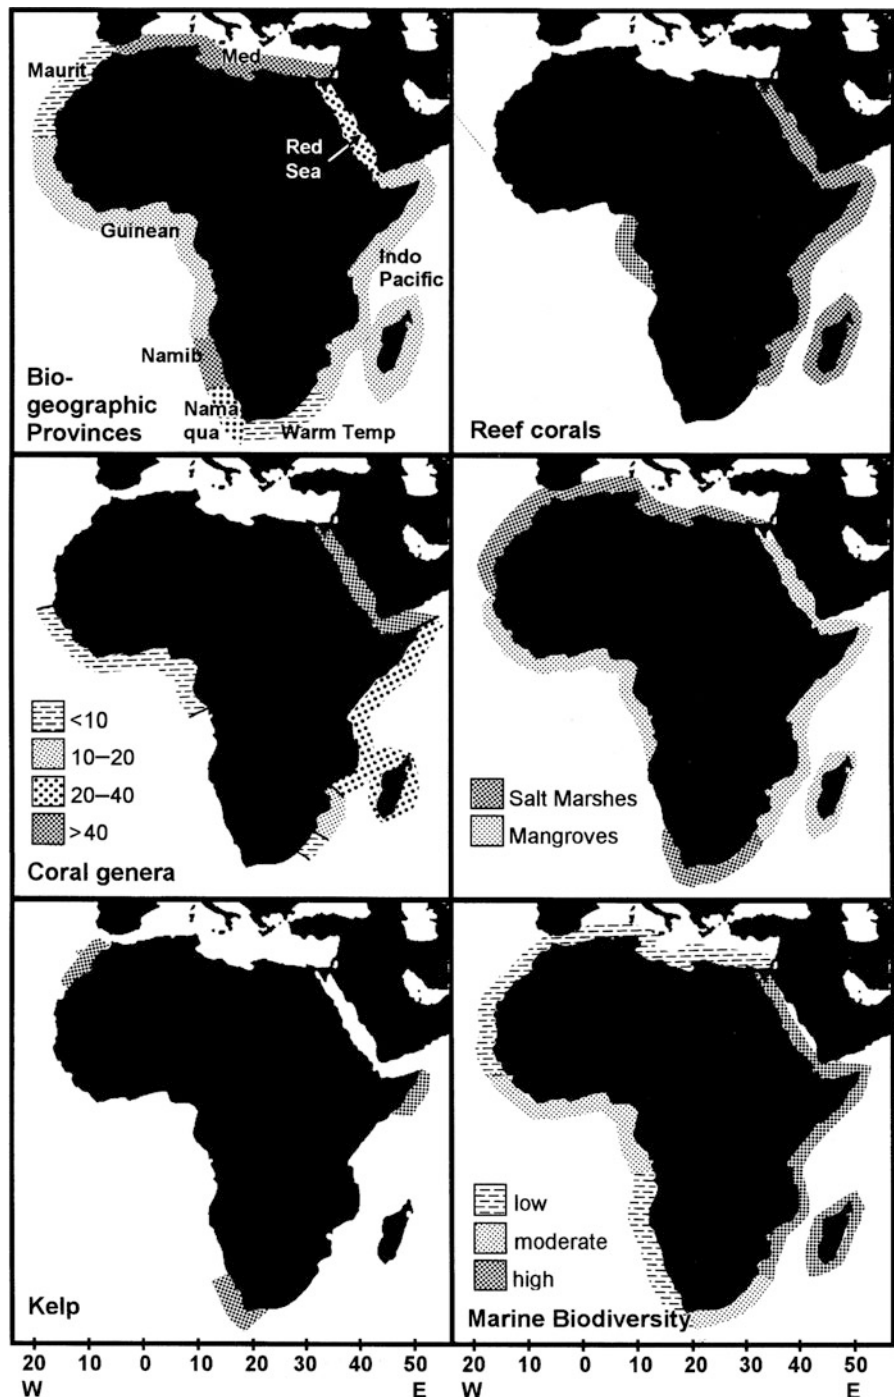 Maurit
Med
Red
Sea
Guinean
Indo
Pacific
Namib
Nama
qua
Warm Temp
Bio-
geographic
Provinces
Reef corals
<10
10–20
20–40
>40
Coral genera
Salt Marshes
Mangroves
Kelp
low
moderate
high
Marine Biodiversity
20 10 0 10 20 30 40 50
W E
20 10 0 10 20 30 40 50
W E